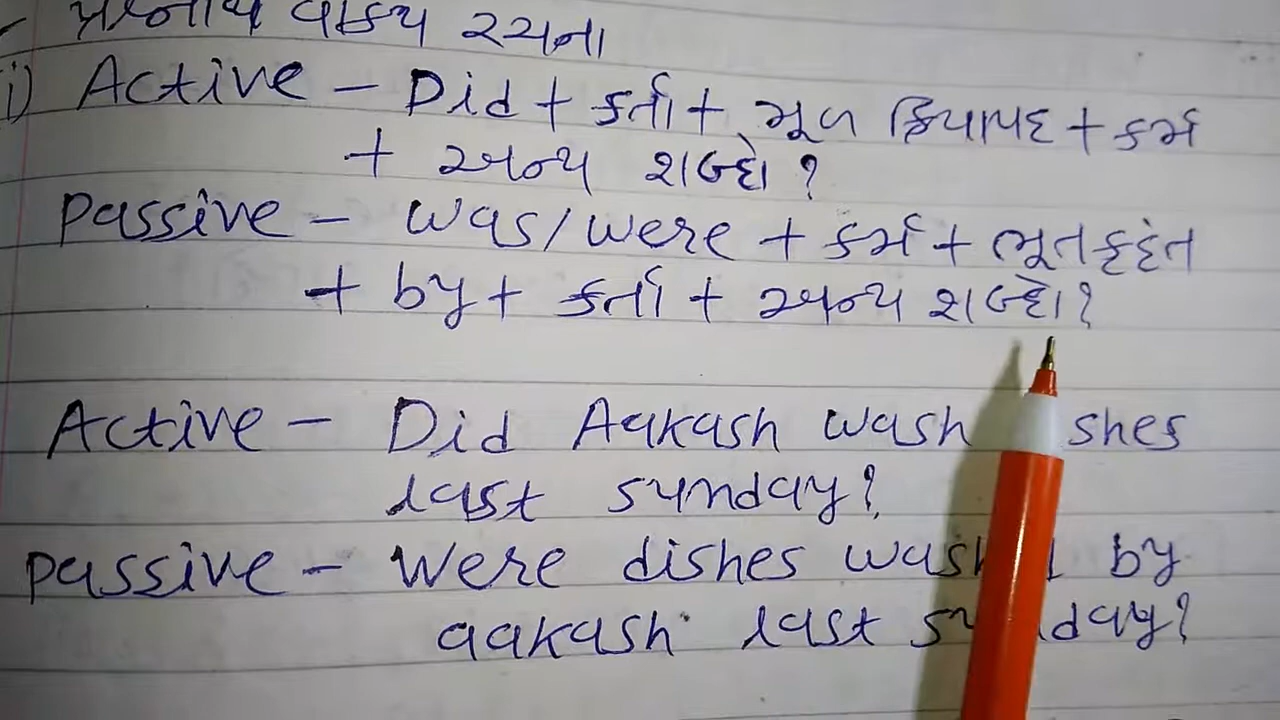 પ્રશ્નાર્થ વાક્ય રચના
i) Active - Did + કર્તા + મૂળ ક્રિયાપદ + કર્મ
+ અન્ય શબ્દો ?
Passive - was/were + કર્મ + ભૂતકૃદંત
+ by + કર્તા + અન્ય શબ્દો ?
Active - Did Aakash wash shes
last sunday?
Passive - Were dishes was by
aakash last day?